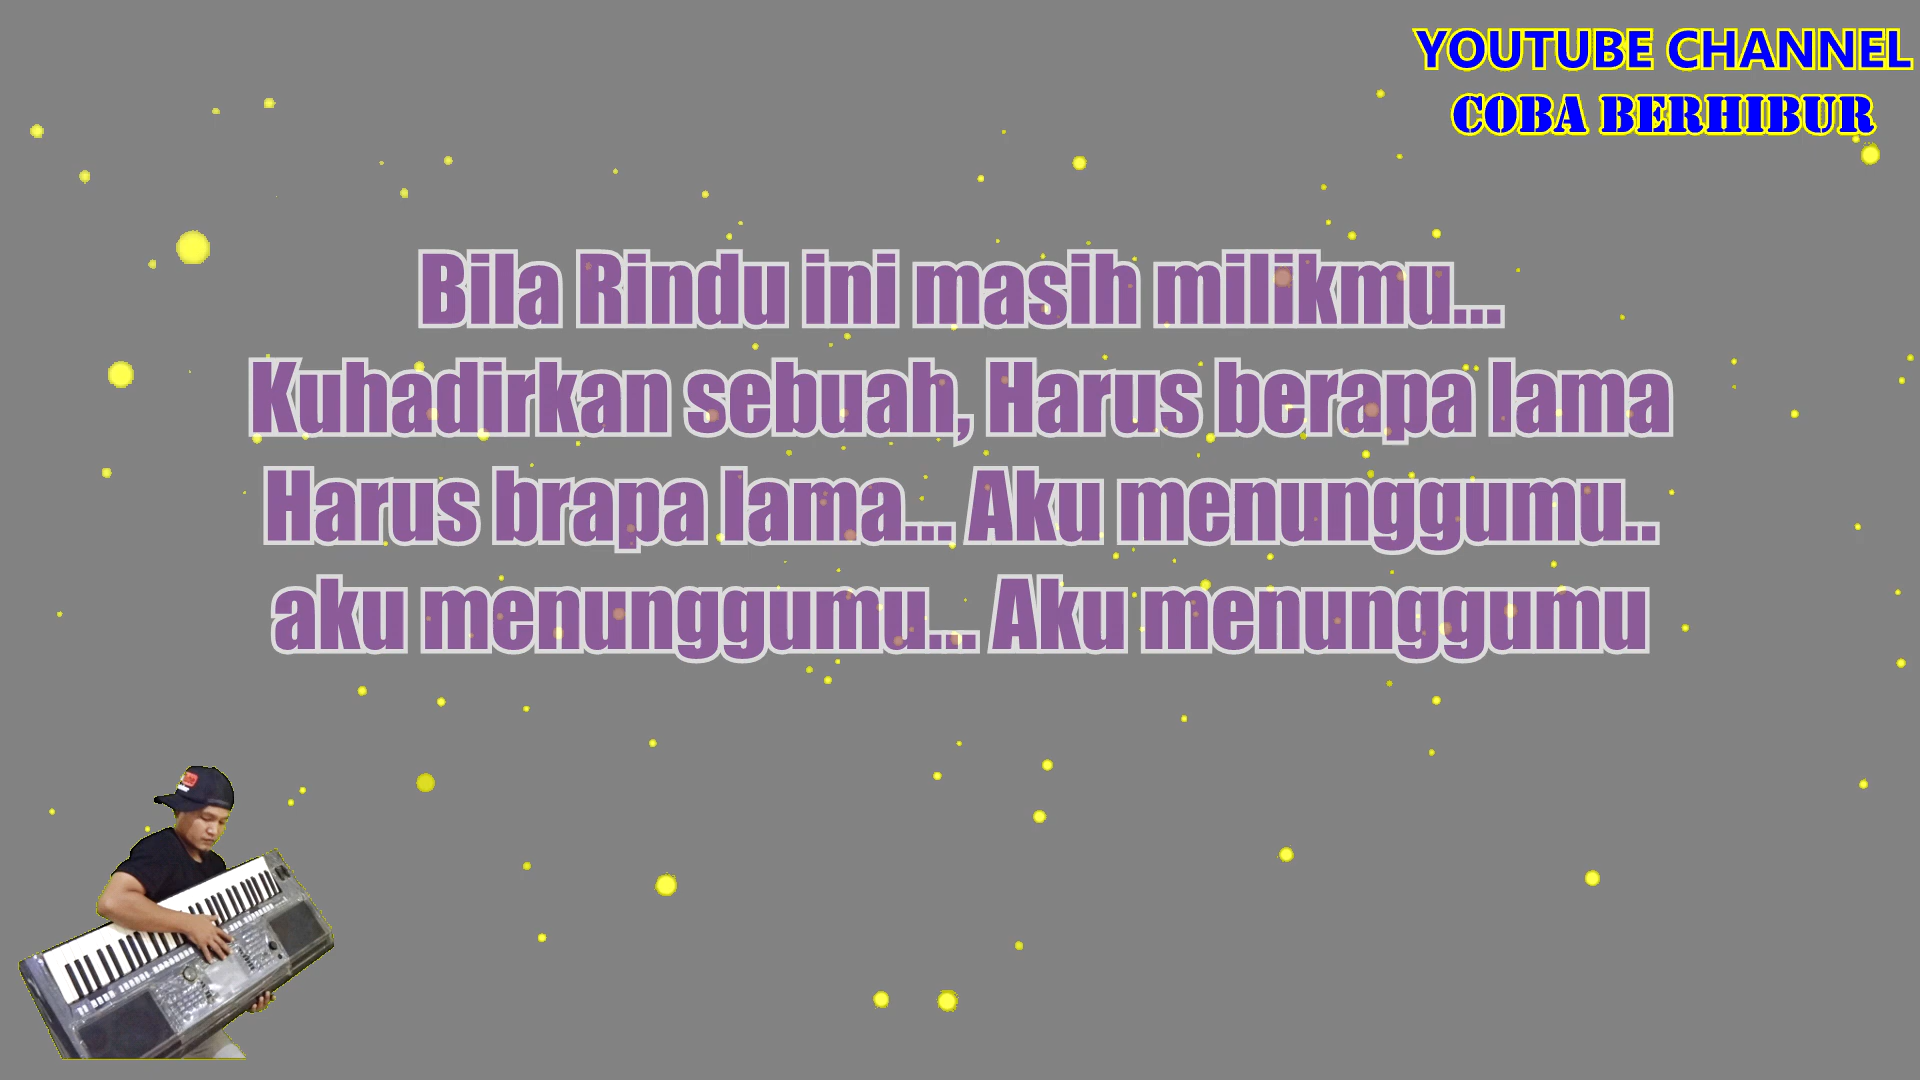 YOUTUBE CHANNEL
COBA BERHIBUR
Bila Rindu ini masih milikmu...
Kuhadirkan sebuah, Harus berapa lama
Harus brapa lama... Aku menunggumu..
aku menunggumu... Aku menunggumu